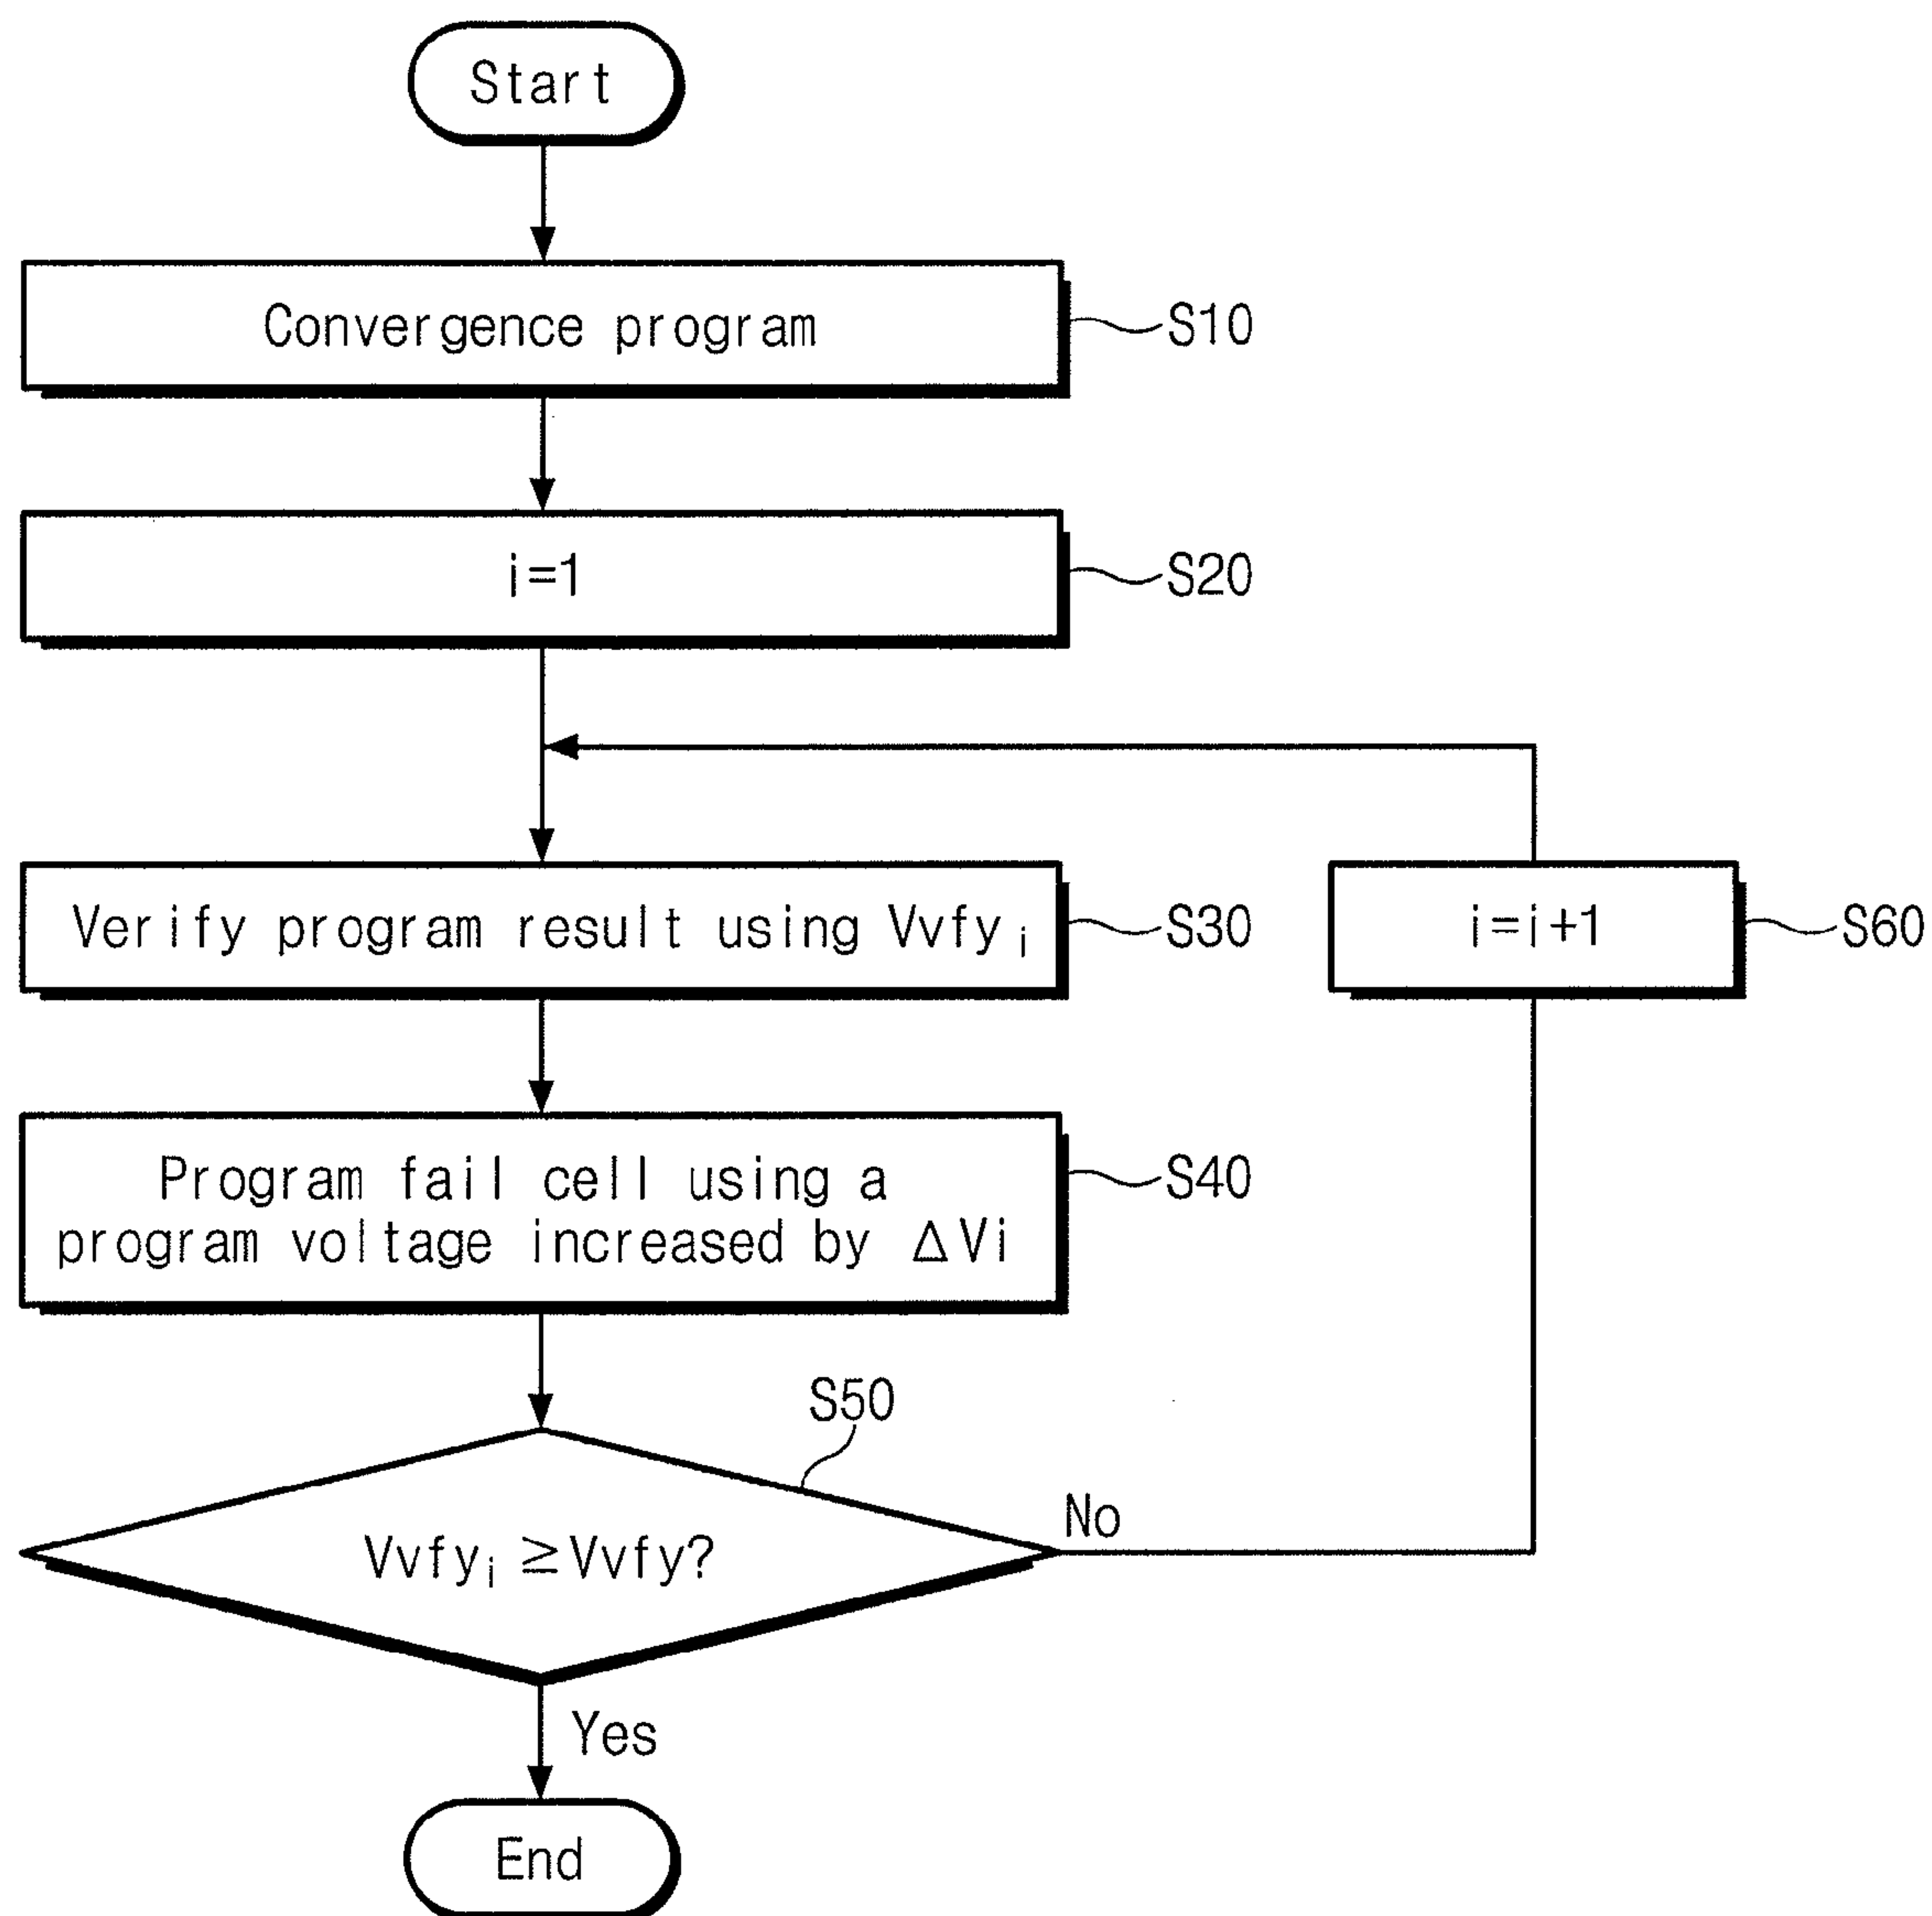 Start
Convergence program
S10
i=1
S20
Verify program result using Vvfyi
S30
i=i+1
S60
Program fail cell using a
program voltage increased by ΔVi
S40
S50
Vvfyi ≧Vvfy?
No
Yes
End